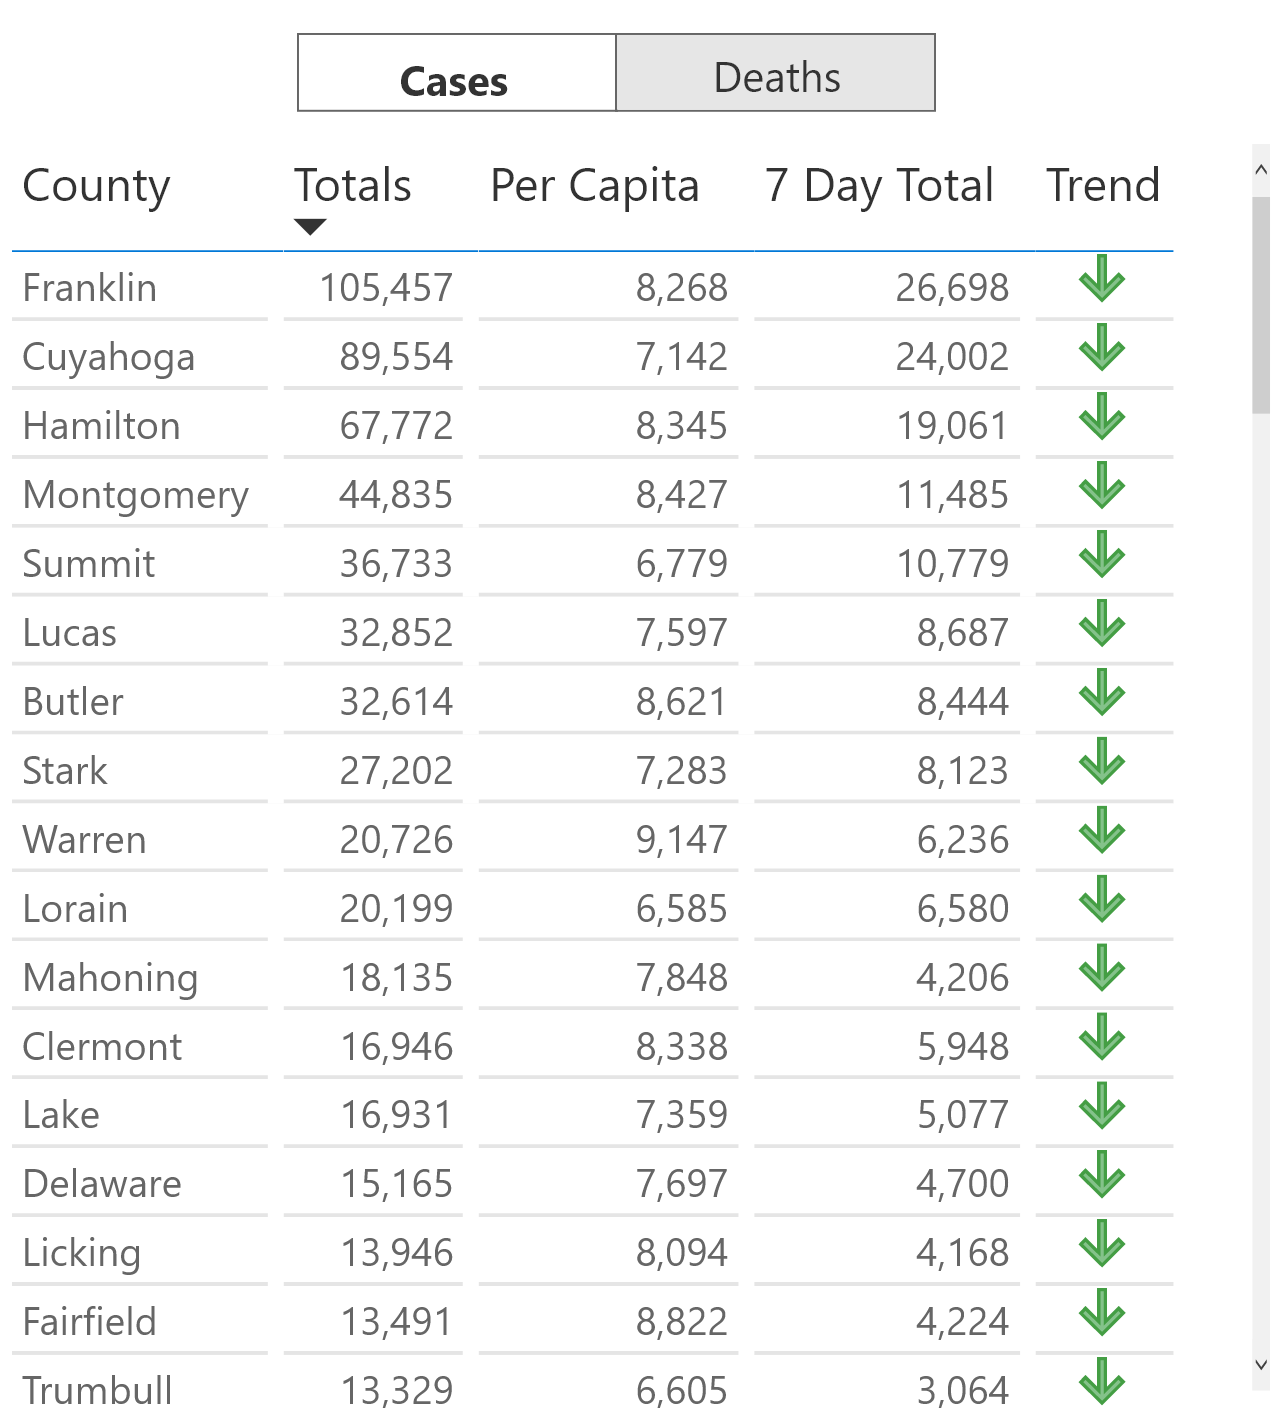 Cases Deaths
County Totals Per Capita 7 Day Total Trend
Franklin 105,457 8,268 26,698
Cuyahoga 89,554 7,142 24,002
Hamilton 67,772 8,345 19,061
Montgomery 44,835 8,427 11,485
Summit 36,733 6,779 10,779
Lucas 32,852 7,597 8,687
Butler 32,614 8,621 8,444
Stark 27,202 7,283 8,123
Warren 20,726 9,147 6,236
Lorain 20,199 6,585 6,580
Mahoning 18,135 7,848 4,206
Clermont 16,946 8,338 5,948
Lake 16,931 7,359 5,077
Delaware 15,165 7,697 4,700
Licking 13,946 8,094 4,168
Fairfield 13,491 8,822 4,224
Trumbull 13,329 6,605 3,064